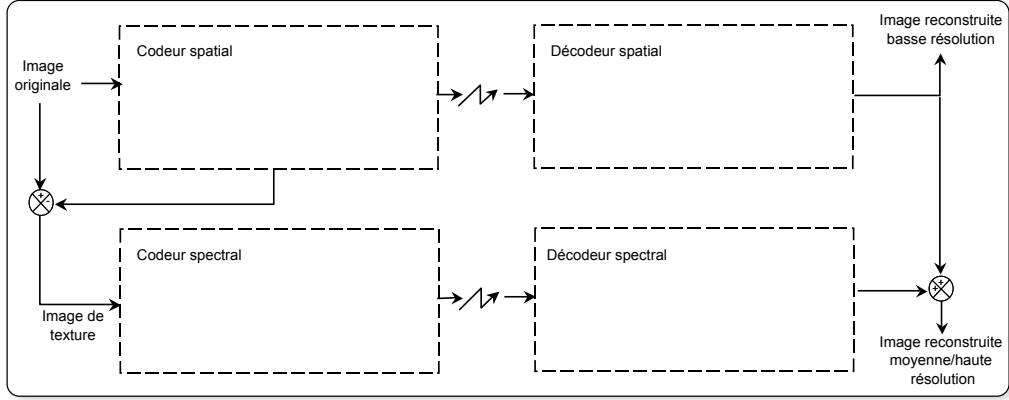 Image
originale
Codeur spatial
Décodeur spatial
Image reconstruite
basse résolution
+
-
Codeur spectral
Décodeur spectral
Image de
texture
+
+
Image reconstruite
moyenne/haute
résolution